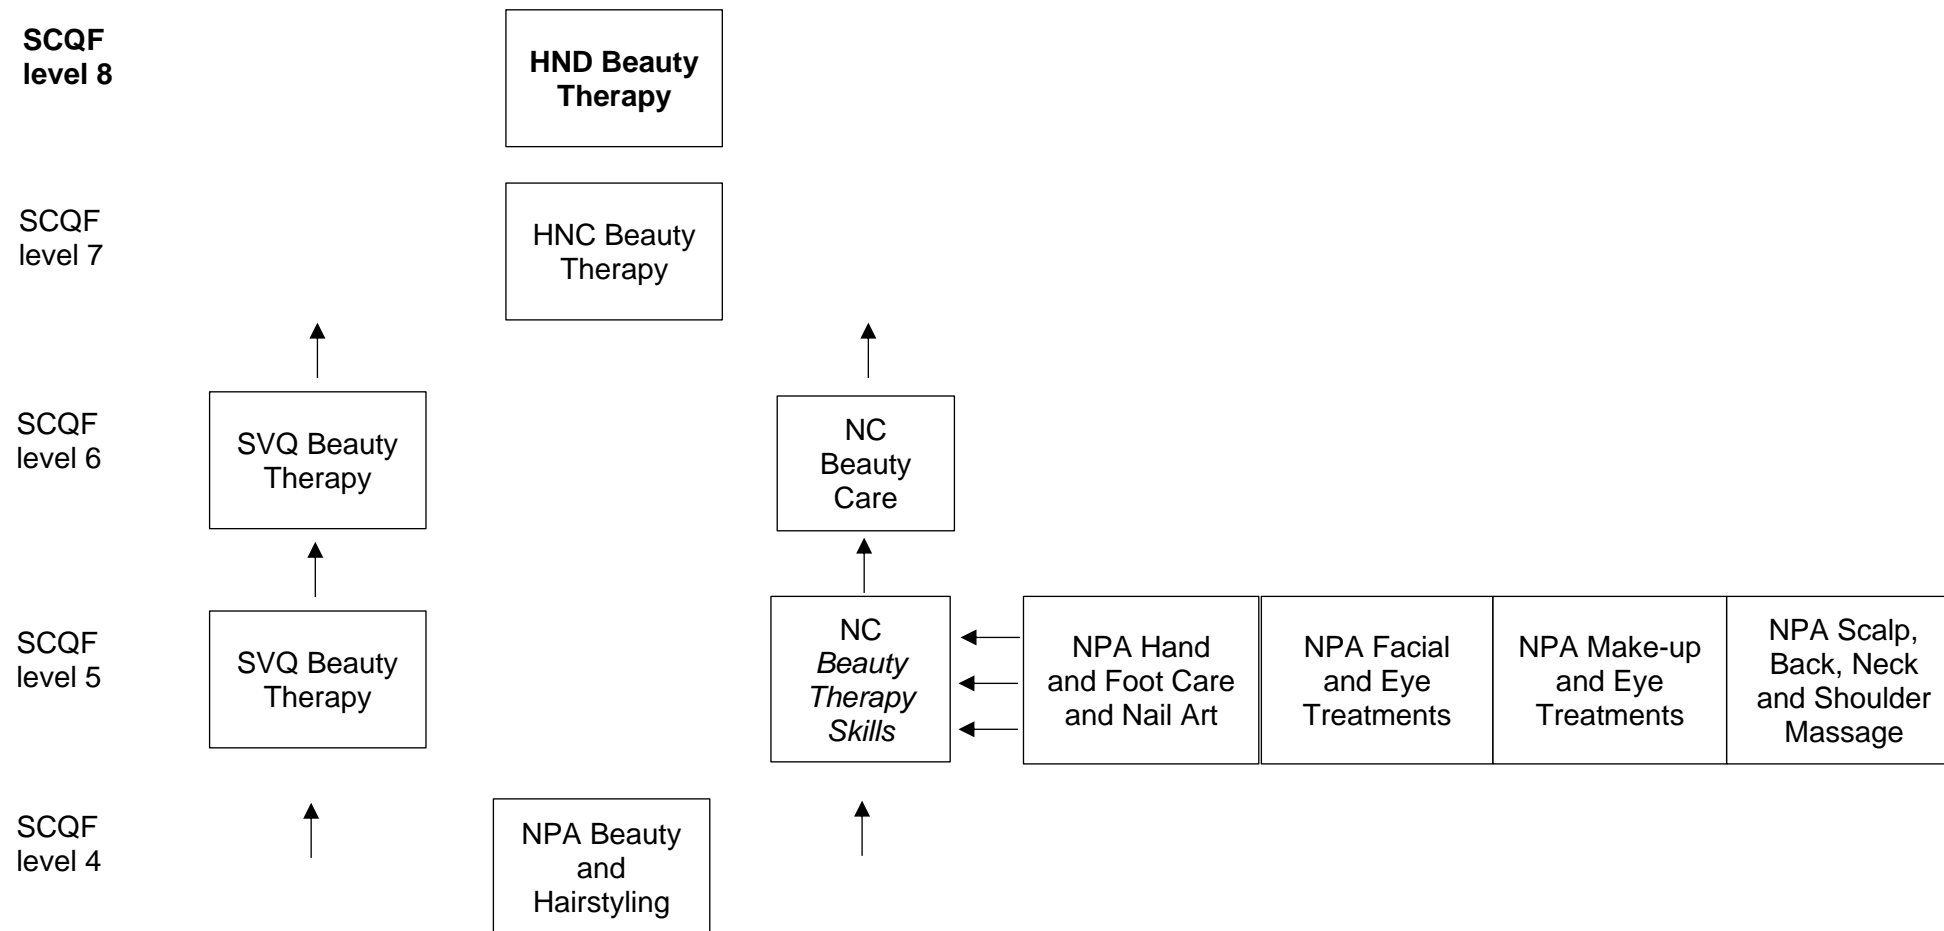 SCQF
level 8
HND Beauty
Therapy
SCQF
level 7
HNC Beauty
Therapy
SCQF
level 6
SVQ Beauty
Therapy
NC
Beauty
Care
SCQF
level 5
SVQ Beauty
Therapy
NC
Beauty
Therapy
Skills
NPA Hand
and Foot Care
and Nail Art
NPA Facial
and Eye
Treatments
NPA Make-up
and Eye
Treatments
NPA Scalp,
Back, Neck
and Shoulder
Massage
SCQF
level 4
NPA Beauty
and
Hairstyling